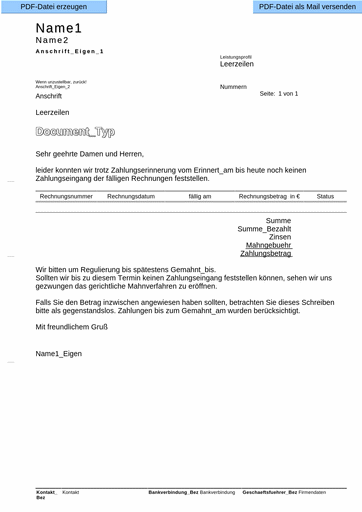 PDF-Datei erzeugen
PDF-Datei als Mail versenden
Name1
Name2
Anschrift_Eigen_1
Leistungsprofil
Leerzeilen
Wenn unzustellbar, zurück!
Anschrift_Eigen_2
Anschrift
Nummern
Seite: 1 von 1
Leerzeilen
Document_Typ
Sehr geehrte Damen und Herren,
leider konnten wir trotz Zahlungserinnerung vom Erinnert_am bis heute noch keinen
Zahlungseingang der fälligen Rechnungen feststellen.
Rechnungsnummer Rechnungsdatum fällig am Rechnungsbetrag in € Status
Summe
Summe_Bezahlt
Zinsen
Mahngebuehr
Zahlungsbetrag
Wir bitten um Regulierung bis spätestens Gemahnt_bis.
Sollten wir bis zu diesem Termin keinen Zahlungseingang feststellen können, sehen wir uns
gezwungen das gerichtliche Mahnverfahren zu eröffnen.
Falls Sie den Betrag inzwischen angewiesen haben sollten, betrachten Sie dieses Schreiben
bitte als gegenstandslos. Zahlungen bis zum Gemahnt_am wurden berücksichtigt.
Mit freundlichem Gruß
Name1_Eigen
Kontakt_ Kontakt Bankverbindung_Bez Bankverbindung Geschaeftsfuehrer_Bez Firmendaten
Bez